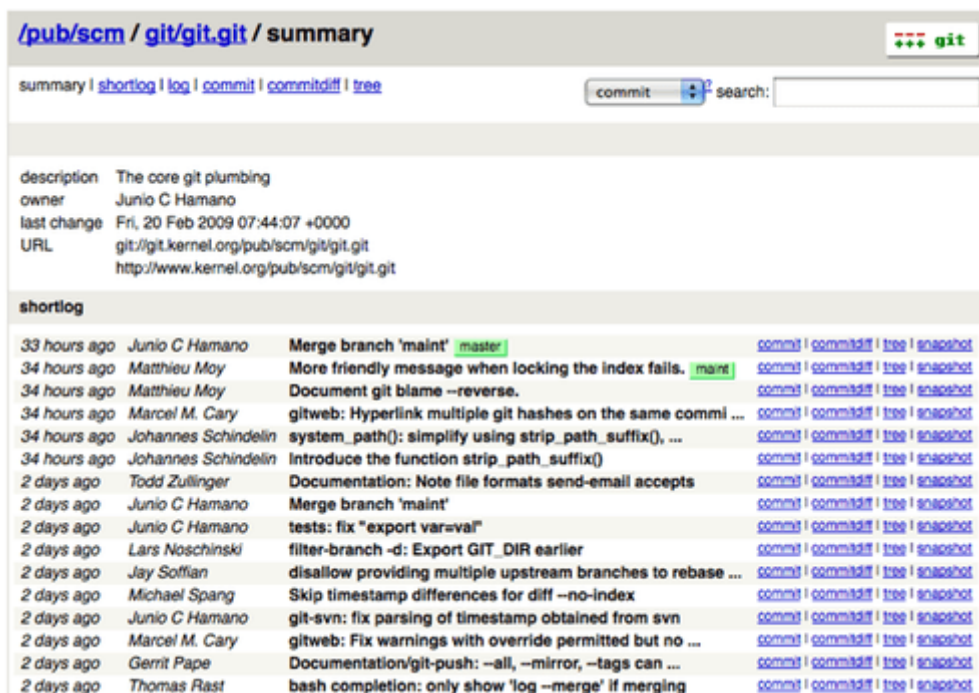 /pub/scm / git/git.git / summary
git
summary | shortlog | log | commit | commitdiff | tree
commit ? search:
description The core git plumbing
owner Junio C Hamano
last change Fri, 20 Feb 2009 07:44:07 +0000
URL git://git.kernel.org/pub/scm/git/git.git
http://www.kernel.org/pub/scm/git/git.git
shortlog
33 hours ago Junio C Hamano Merge branch 'maint' master commit | commitdiff | tree | snapshot
34 hours ago Matthieu Moy More friendly message when locking the index fails. maint commit | commitdiff | tree | snapshot
34 hours ago Matthieu Moy Document git blame --reverse. commit | commitdiff | tree | snapshot
34 hours ago Marcel M. Cary gitweb: Hyperlink multiple git hashes on the same commi ... commit | commitdiff | tree | snapshot
34 hours ago Johannes Schindelin system_path(): simplify using strip_path_suffix(), ... commit | commitdiff | tree | snapshot
34 hours ago Johannes Schindelin Introduce the function strip_path_suffix() commit | commitdiff | tree | snapshot
2 days ago Todd Zullinger Documentation: Note file formats send-email accepts commit | commitdiff | tree | snapshot
2 days ago Junio C Hamano Merge branch 'maint' commit | commitdiff | tree | snapshot
2 days ago Junio C Hamano tests: fix "export var=val" commit | commitdiff | tree | snapshot
2 days ago Lars Noschinski filter-branch -d: Export GIT_DIR earlier commit | commitdiff | tree | snapshot
2 days ago Jay Soffian disallow providing multiple upstream branches to rebase ... commit | commitdiff | tree | snapshot
2 days ago Michael Spang Skip timestamp differences for diff --no-index commit | commitdiff | tree | snapshot
2 days ago Junio C Hamano git-svn: fix parsing of timestamp obtained from svn commit | commitdiff | tree | snapshot
2 days ago Marcel M. Cary gitweb: Fix warnings with override permitted but no ... commit | commitdiff | tree | snapshot
2 days ago Gerrit Pape Documentation/git-push: --all, --mirror, --tags can ... commit | commitdiff | tree | snapshot
2 days ago Thomas Rast bash completion: only show 'log --merge' if merging commit | commitdiff | tree | snapshot